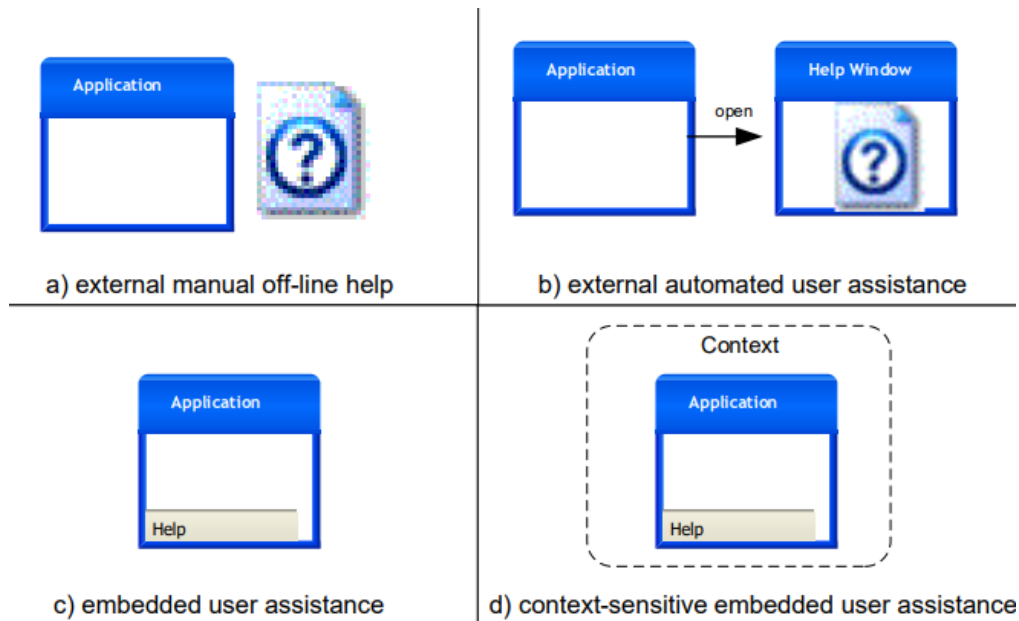 Application
?
a) external manual off-line help
Application
open
Help Window
?
b) external automated user assistance
Application
Help
c) embedded user assistance
Context
Application
Help
d) context-sensitive embedded user assistance